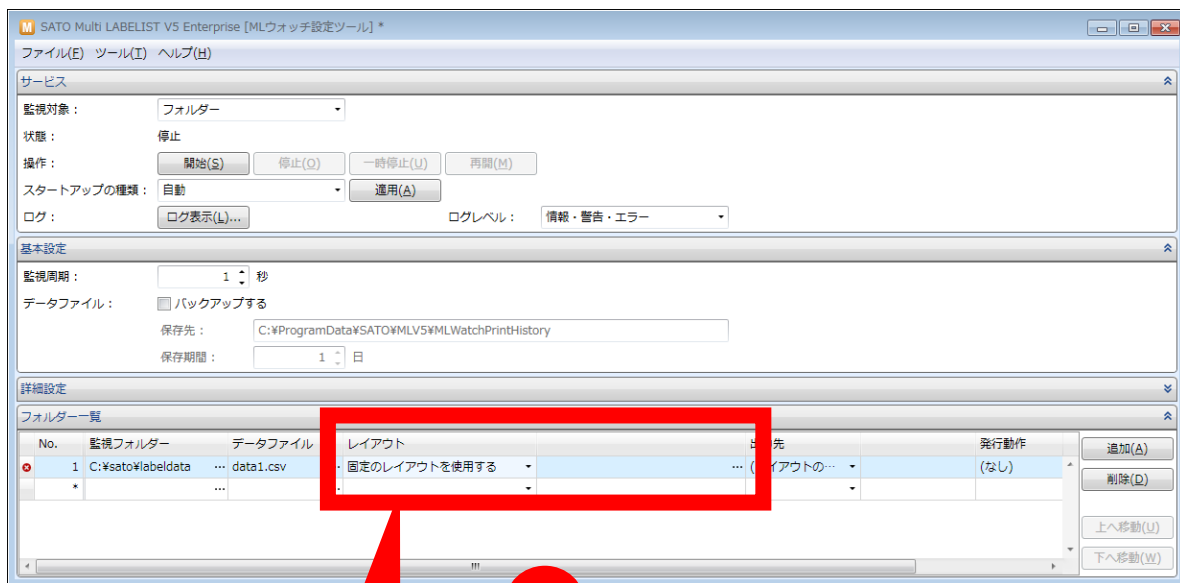 SATO Multi LABELIST V5 Enterprise [MLウォッチ設定ツール] *
ファイル(F) ツール(T) ヘルプ(H)
サービス
監視対象： フォルダー
状態： 停止
操作： 開始(S) 停止(O) 一時停止(U) 再開(M)
スタートアップの種類： 自動 適用(A)
ログ： ログ表示(L)... ログレベル： 情報・警告・エラー
基本設定
監視周期： 1 秒
データファイル： バックアップする
保存先： C:¥ProgramData¥SATO¥MLV5¥MLWatchPrintHistory
保存期間： 1 日
詳細設定
フォルダー一覧
No. 監視フォルダー データファイル レイアウト 出力先 発行動作 追加(A)
1 C:¥sato¥labeldata ... data1.csv ... 固定のレイアウトを使用する ... (レイアウトの… (なし)
* ...
削除(D)
上へ移動(U)
下へ移動(W)